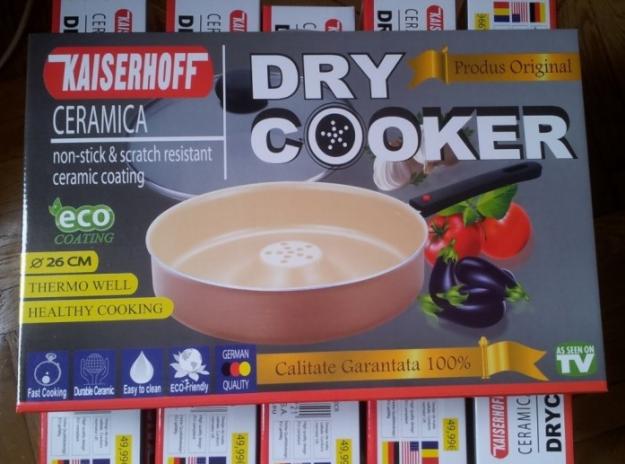 KAISERHOFF
CERAMICA
non-stick & scratch resistant
ceramic coating
DRY
COOKER
Produs Original
eco
COATING
Ø 26 CM
THERMO WELL
HEALTHY COOKING
Fast Cooking
Durable Ceramic
Easy to clean
ECO-Friendly
GERMAN
QUALITY
Calitate Garantata 100%
AS SEEN ON
TV
49,99€
49,99€
49,99€
49,99€
KAISERHOFF
CERAMIC
DRYC